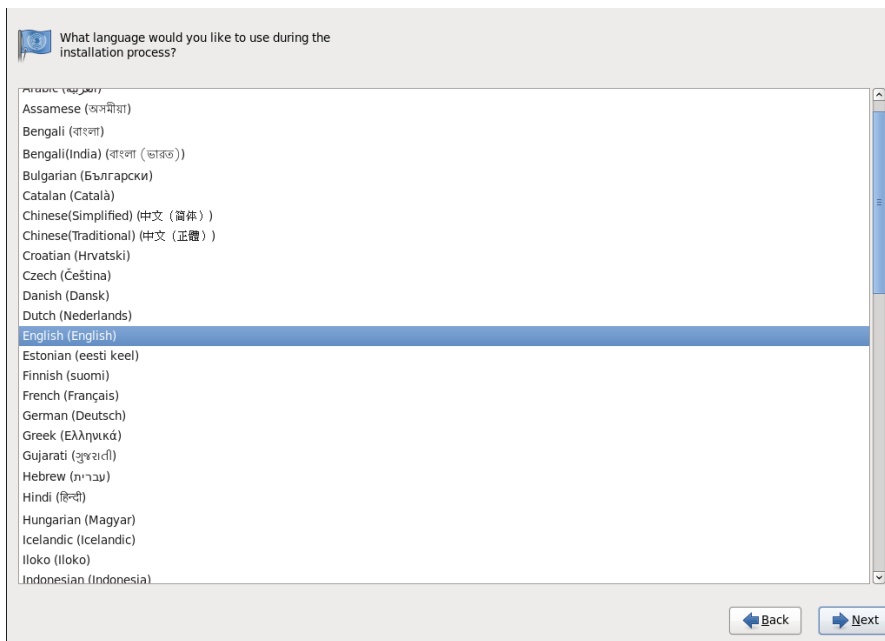 What language would you like to use during the
installation process?
Arabic (العربية)
Assamese (অসমীয়া)
Bengali (বাংলা)
Bengali(India) (বাংলা (ভারত))
Bulgarian (Български)
Catalan (Català)
Chinese(Simplified) (中文（简体）)
Chinese(Traditional) (中文（正體）)
Croatian (Hrvatski)
Czech (Čeština)
Danish (Dansk)
Dutch (Nederlands)
English (English)
Estonian (eesti keel)
Finnish (suomi)
French (Français)
German (Deutsch)
Greek (Ελληνικά)
Gujarati (ગુજરાતી)
Hebrew (עברית)
Hindi (हिन्दी)
Hungarian (Magyar)
Icelandic (Icelandic)
Iloko (Iloko)
Indonesian (Indonesia)
Back Next